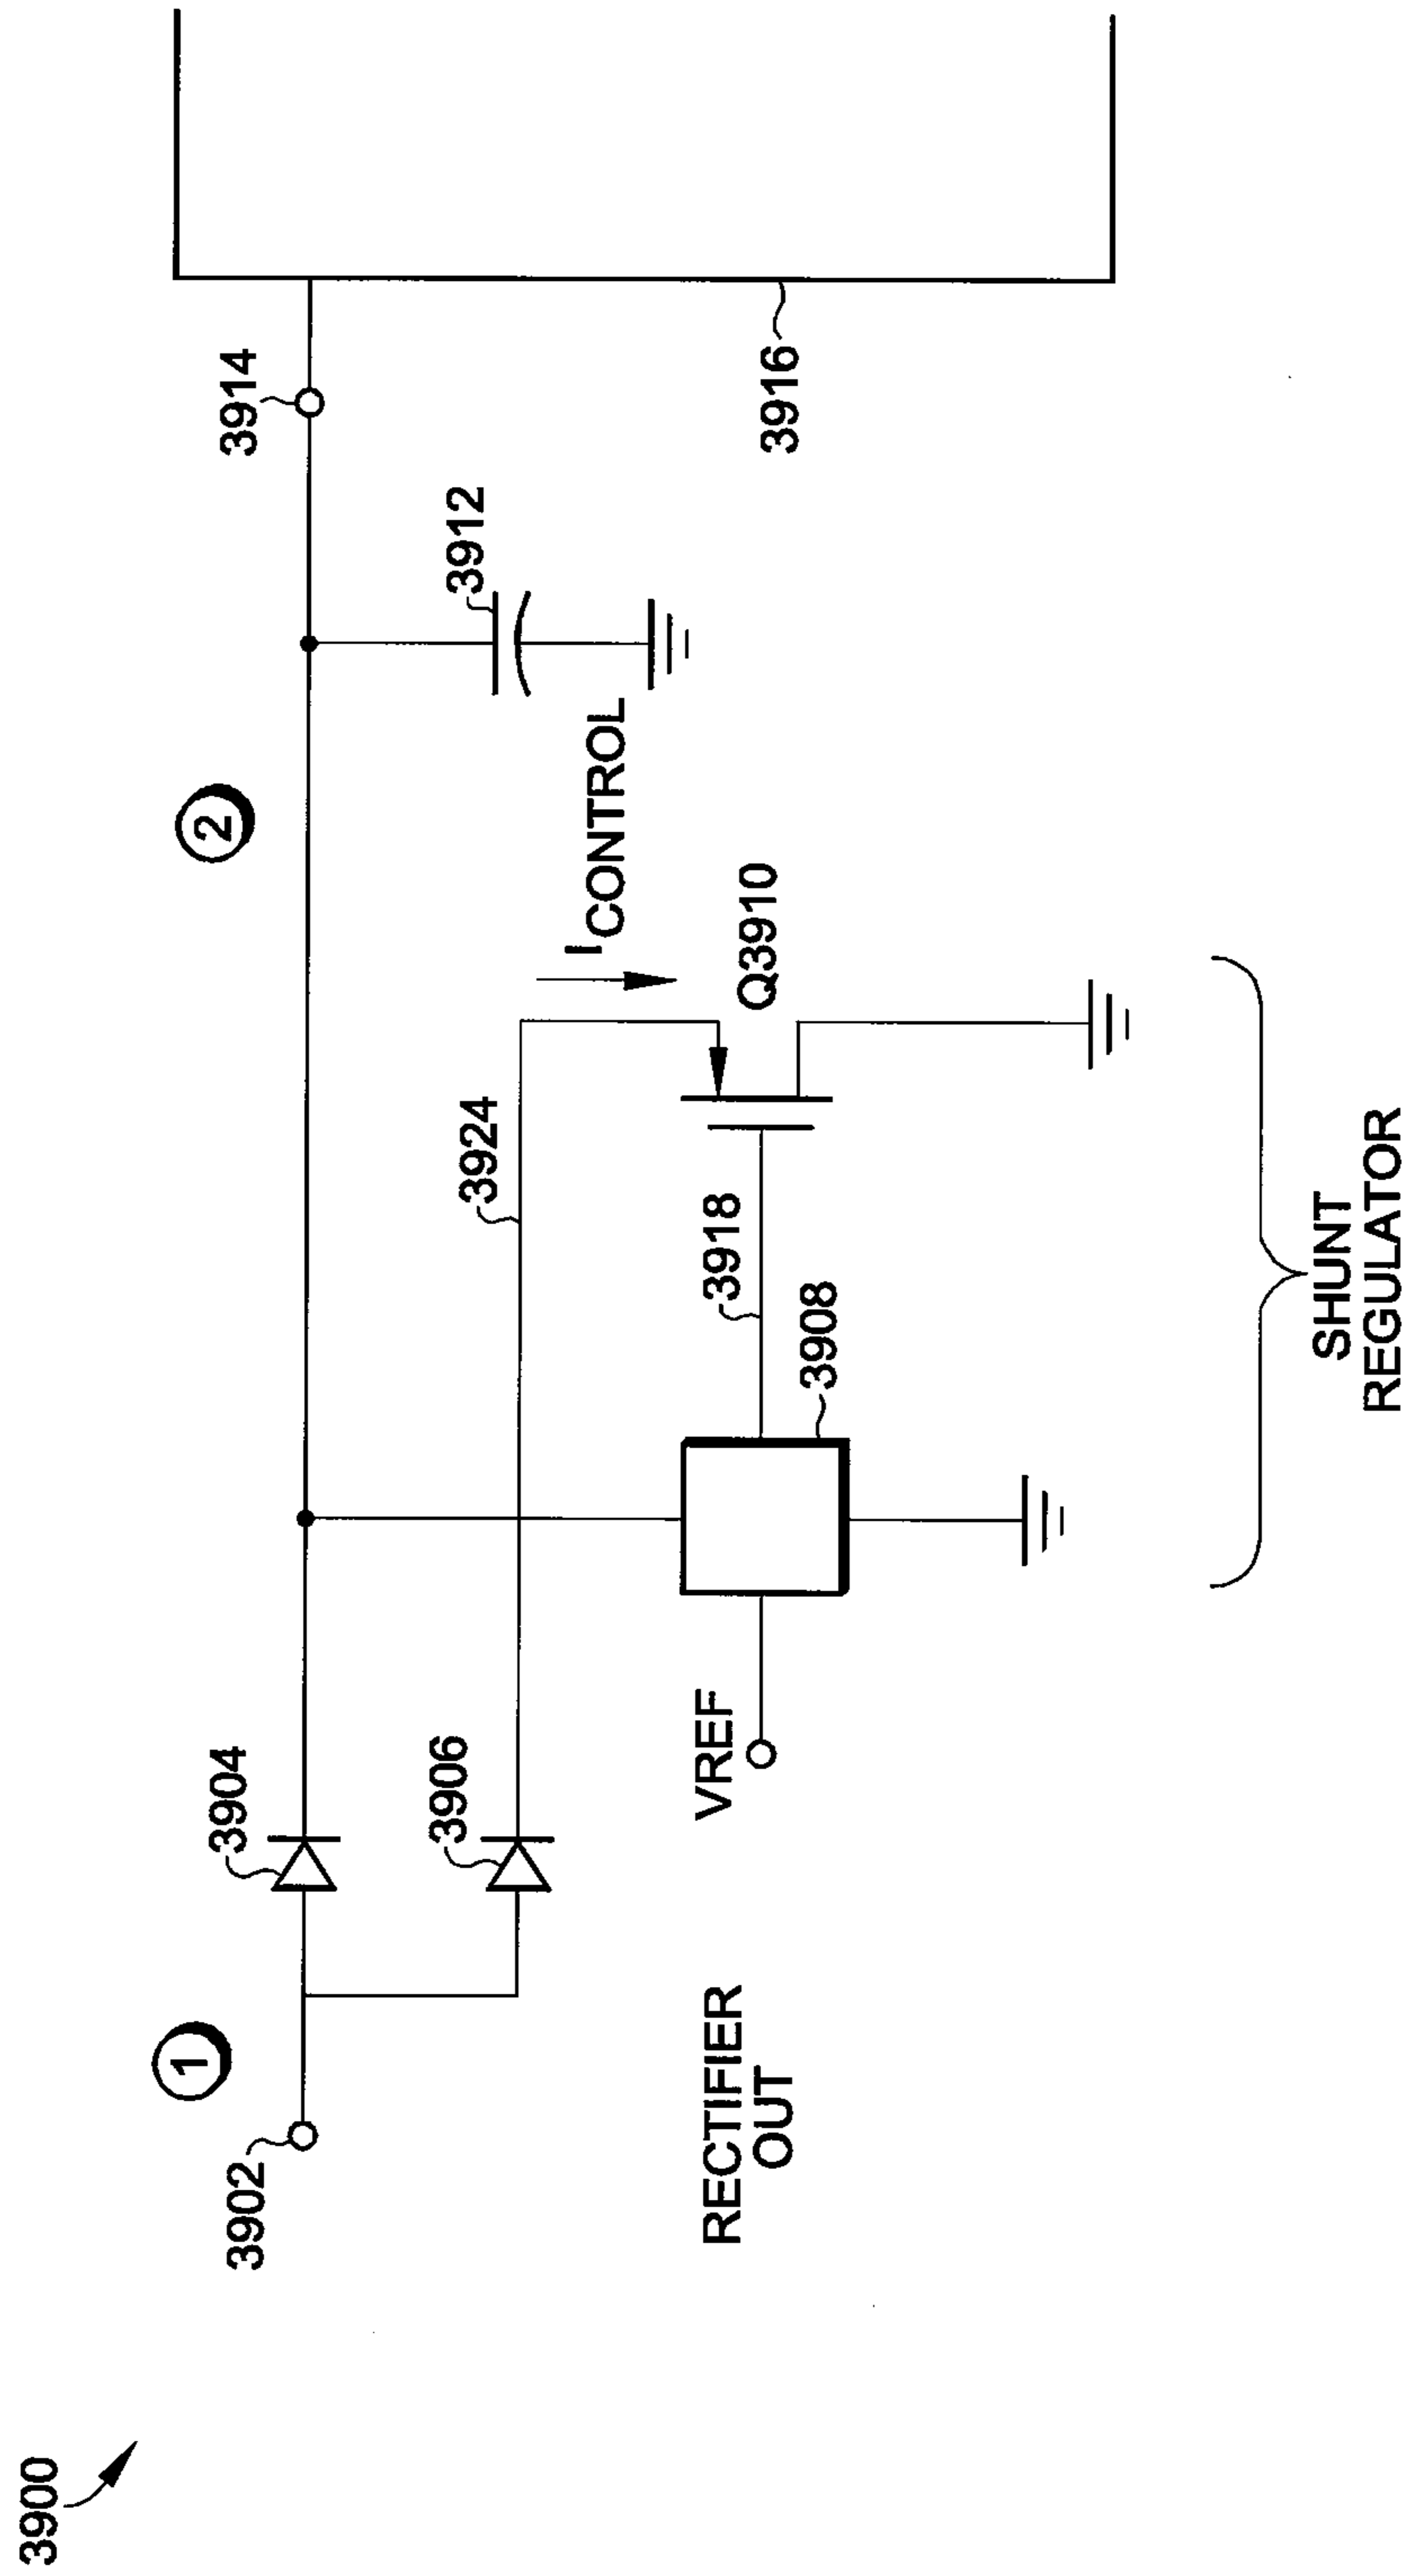 3900
1
2
3902
3904
3906
3914
3912
3924
ICONTROL
Q3910
3918
3908
3916
VREF
RECTIFIER
OUT
SHUNT
REGULATOR